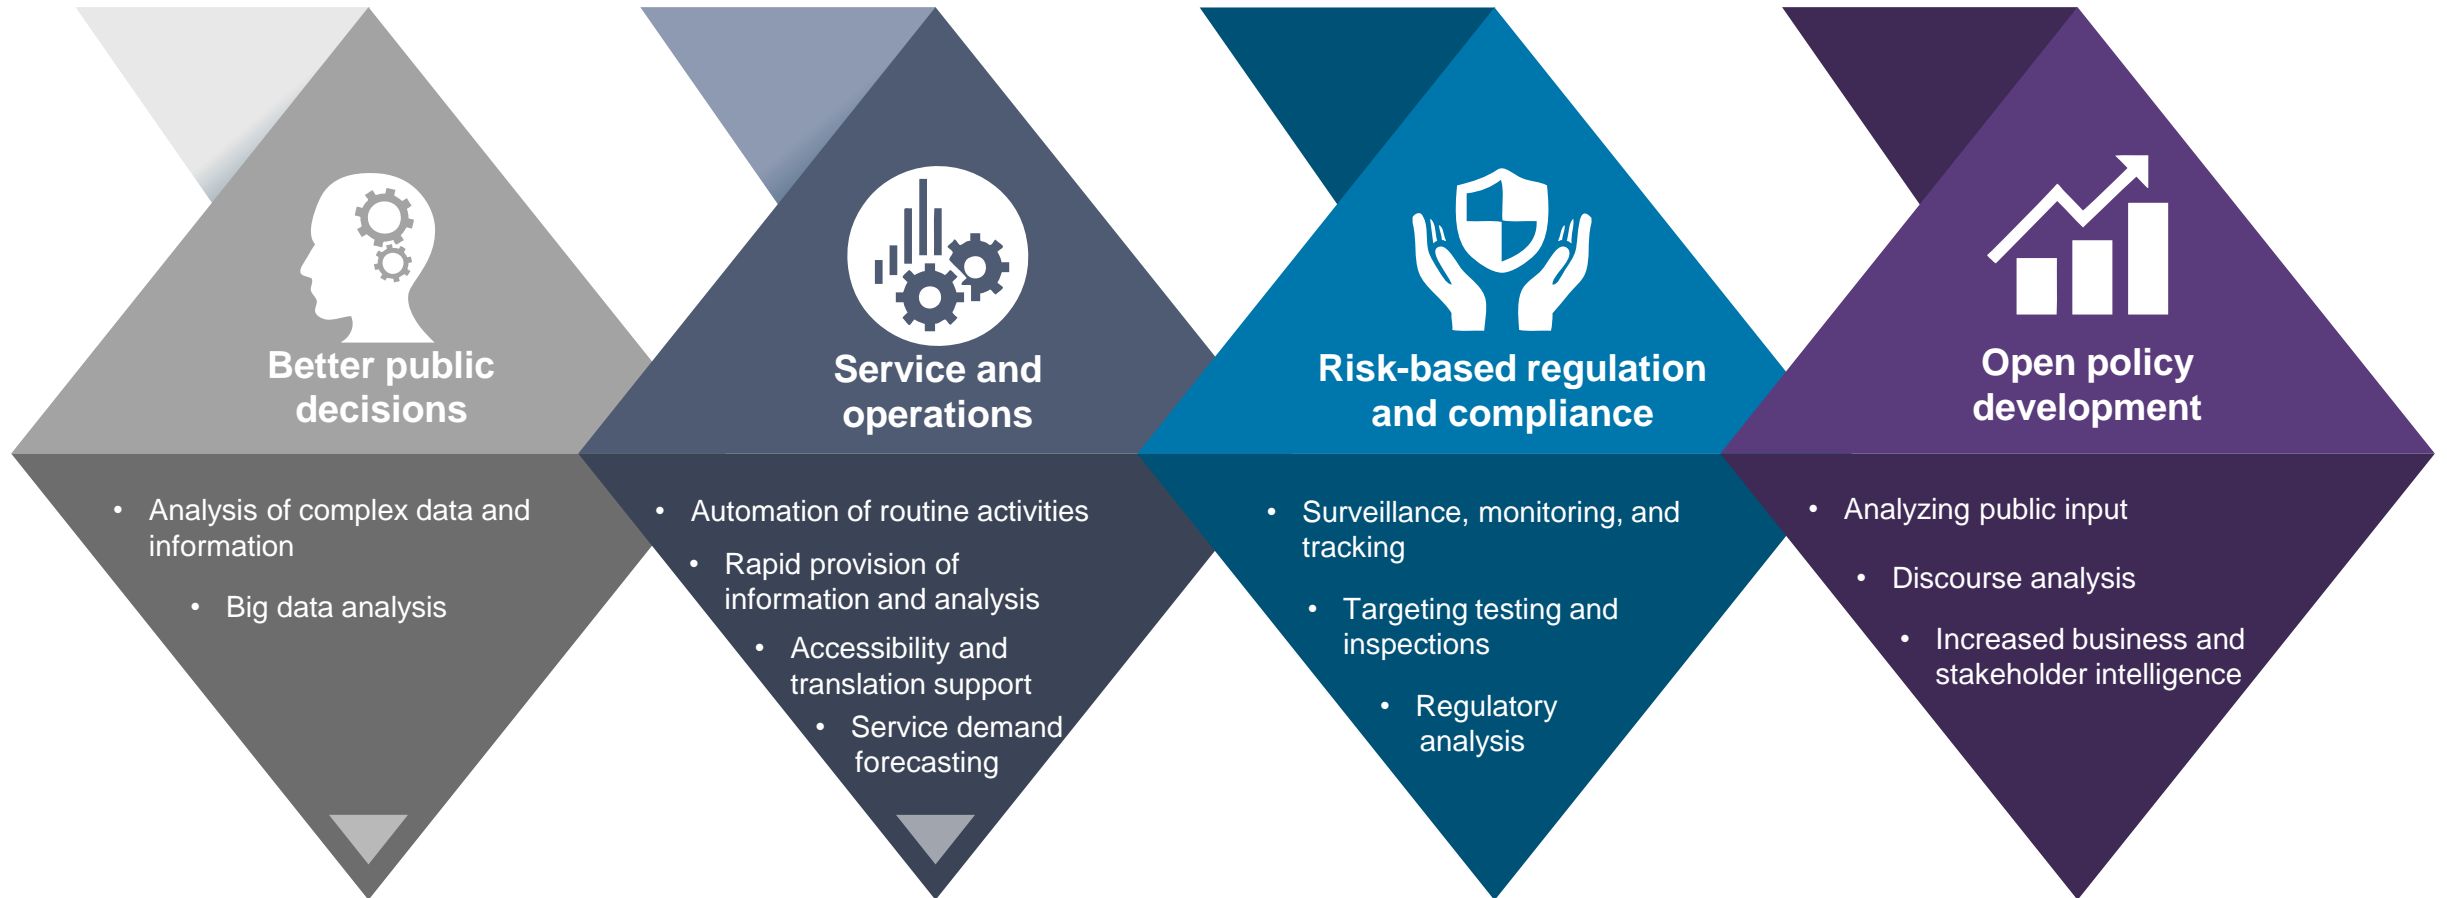 Better public
decisions
• Analysis of complex data and
information
• Big data analysis
Service and
operations
• Automation of routine activities
• Rapid provision of
information and analysis
• Accessibility and
translation support
• Service demand
forecasting
Risk-based regulation
and compliance
• Surveillance, monitoring, and
tracking
• Targeting testing and
inspections
• Regulatory
analysis
Open policy
development
• Analyzing public input
• Discourse analysis
• Increased business and
stakeholder intelligence